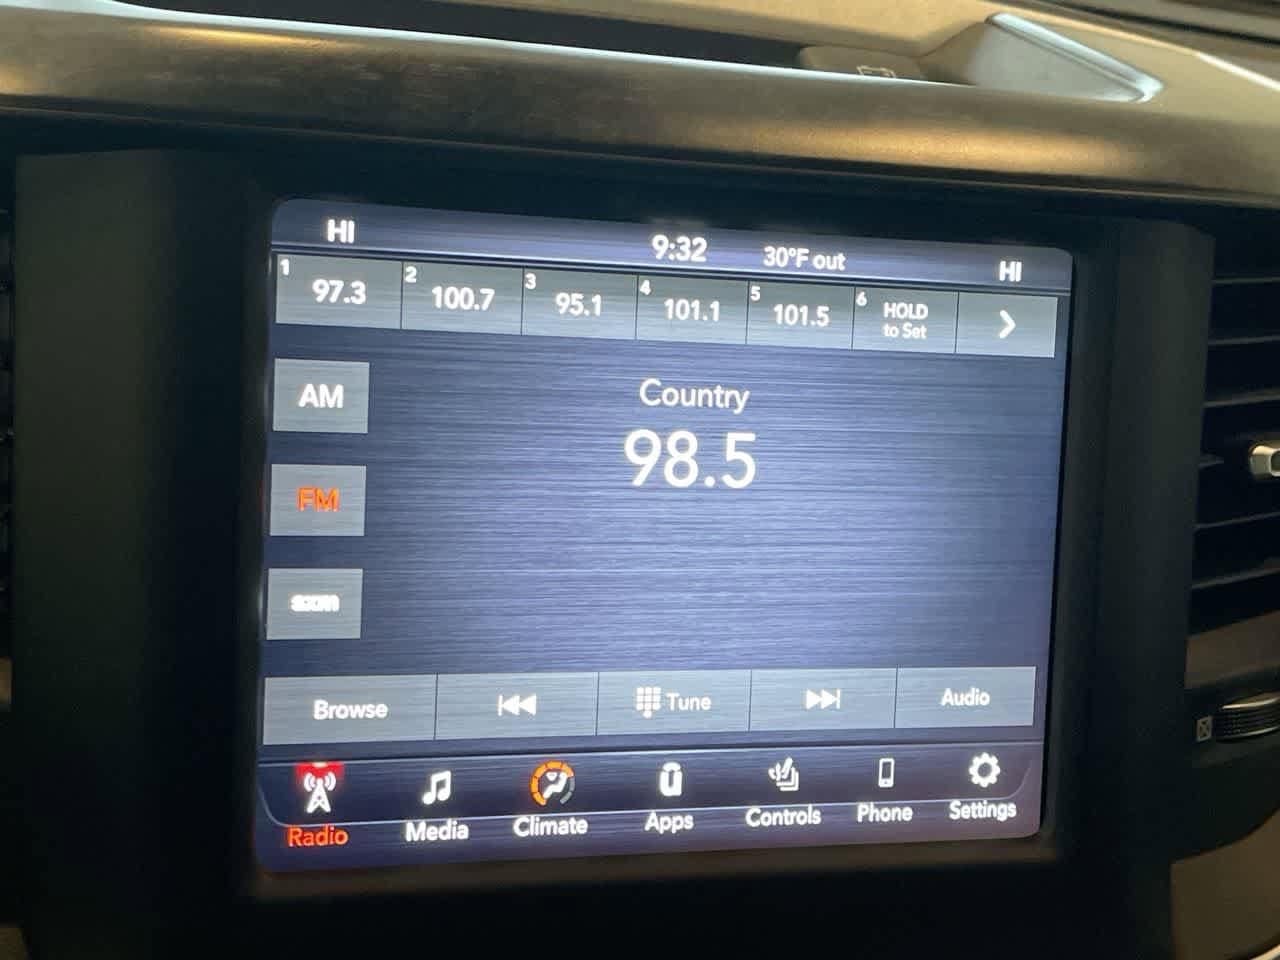 HI 9:32 30°F out HI
1 97.3 2 100.7 3 95.1 4 101.1 5 101.5 6 HOLD
to Set
AM
Country
98.5
FM
sxm
Browse Tune Audio
Radio Media Climate Apps Controls Phone Settings